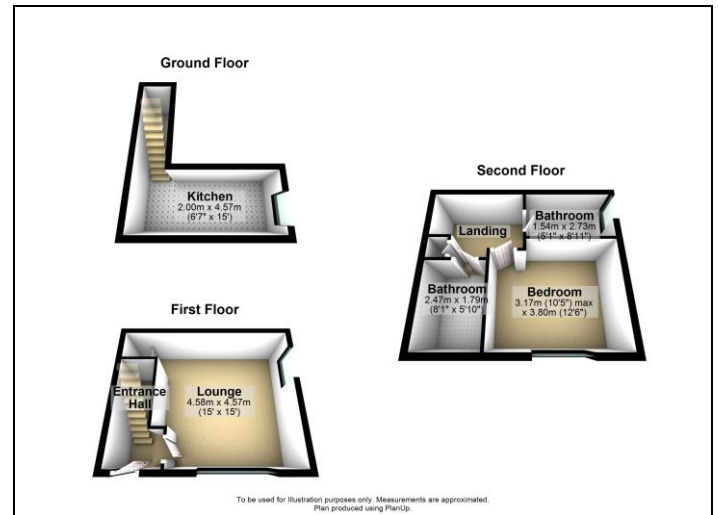 Ground Floor
Kitchen
2.00m x 4.57m
(6'7" x 15')
Second Floor
Landing
Bathroom
1.54m x 2.73m
(5'1" x 8'11")
Bathroom
2.47m x 1.79m
(8'1" x 5'10")
Bedroom
3.17m (10'5") max
x 3.80m (12'6")
First Floor
Entrance
Hall
Lounge
4.58m x 4.57m
(15' x 15')
To be used for Illustration purposes only. Measurements are approximated.
Plan produced using PlanUp.